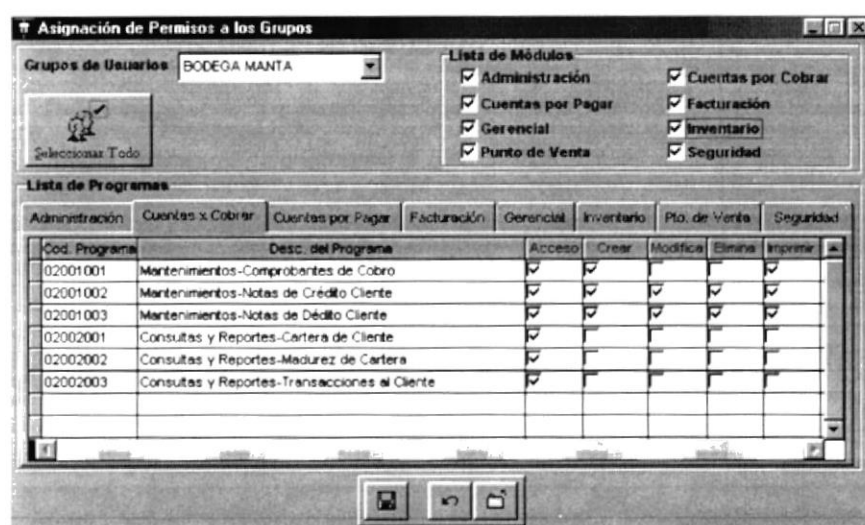 Asignación de Permisos a los Grupos
Grupos de Usuarios BODEGA MANTA
Seleccionar Todo
Lista de Módulos
Administración Cuentas por Cobrar
Cuentas por Pagar Facturación
Gerencial Inventario
Punto de Venta Seguridad
Lista de Programas
Administración Cuentas x Cobrar Cuentas por Pagar Facturación Gerencial Inventario Pto. de Venta Seguridad
Cod. Programa Desc. del Programa Acceso Crear Modifica Elimina Imprimir
02001001 Mantenimientos-Comprobantes de Cobro
02001002 Mantenimientos-Notas de Crédito Cliente
02001003 Mantenimientos-Notas de Dédito Cliente
02002001 Consultas y Reportes-Cartera de Cliente
02002002 Consultas y Reportes-Madurez de Cartera
02002003 Consultas y Reportes-Transacciones al Cliente